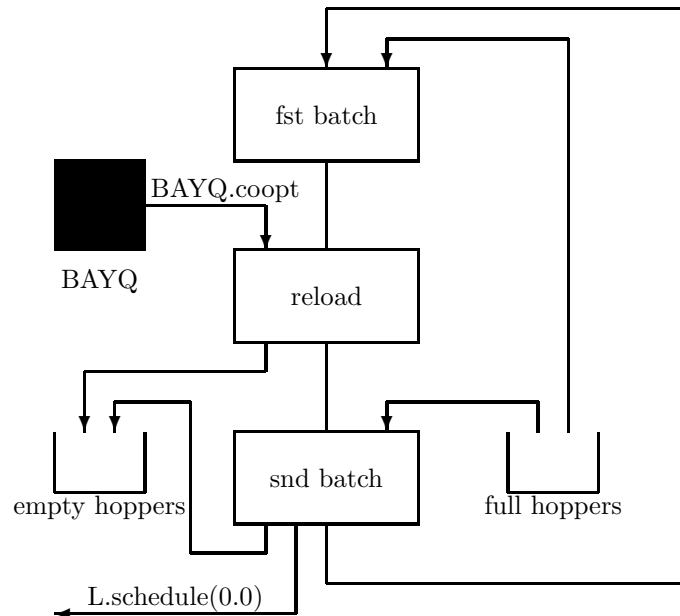 fst batch
BAYQ.coopt
BAYQ
reload
snd batch
empty hoppers
full hoppers
L.schedule(0.0)